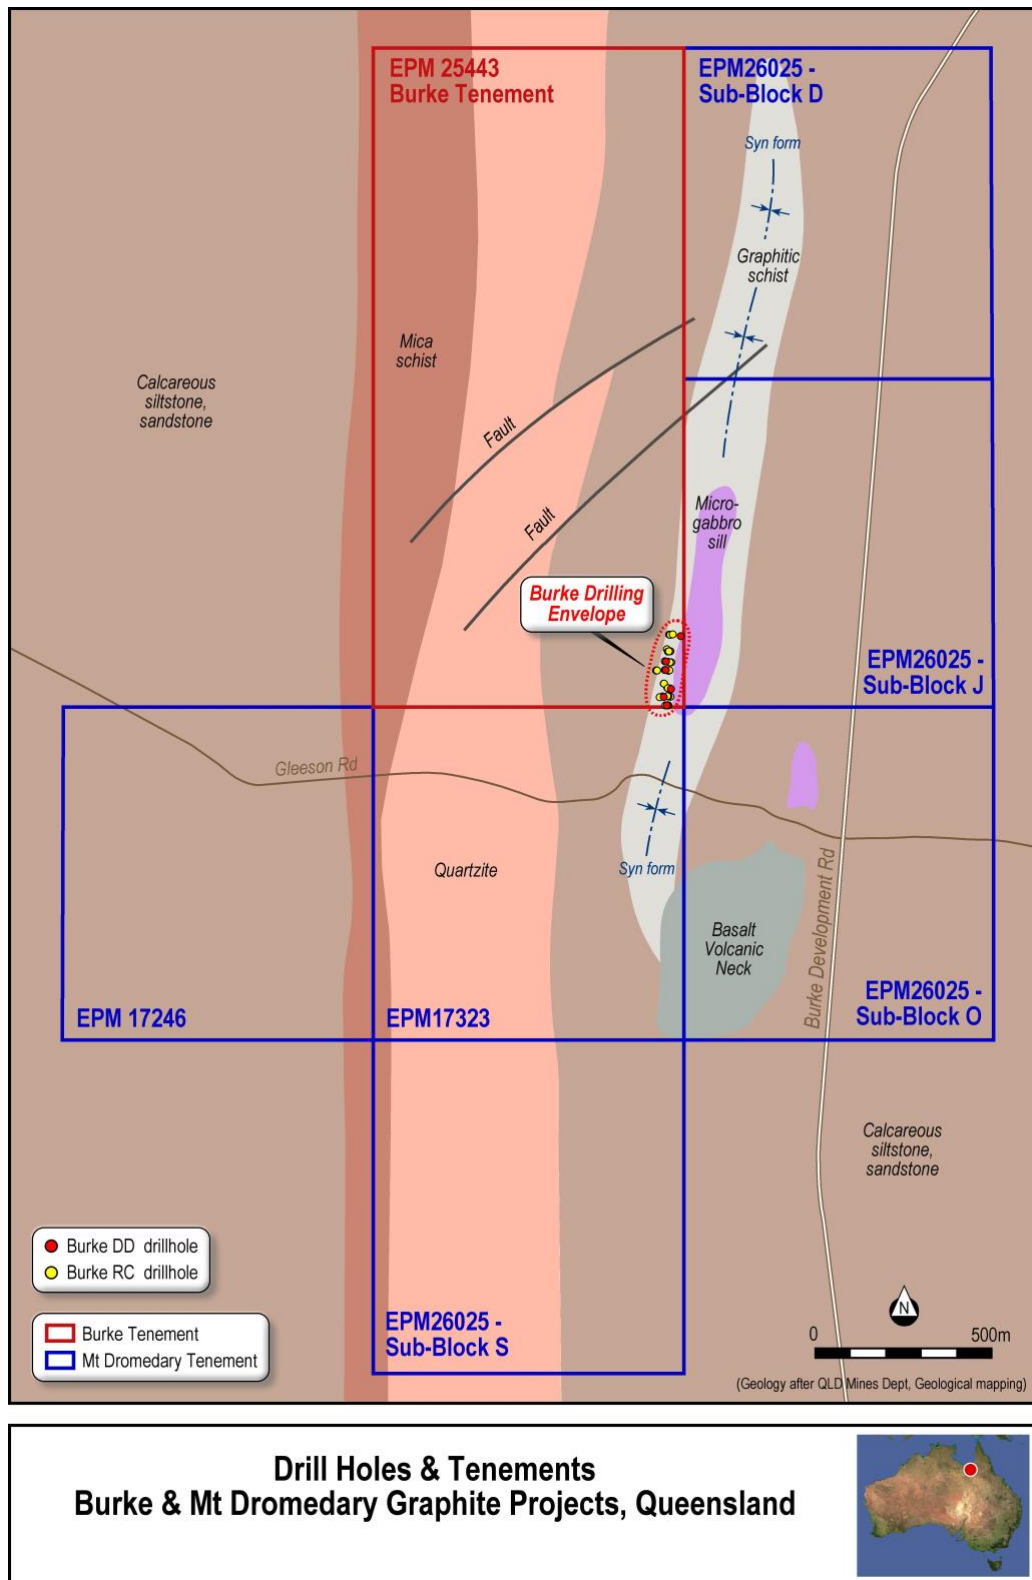 EPM 25443
Burke Tenement
EPM26025 -
Sub-Block D
Syn form
Graphitic
schist
Mica
schist
Calcareous
siltstone,
sandstone
Fault
Fault
Micro-
gabbro
sill
Burke Drilling
Envelope
EPM26025 -
Sub-Block J
Gleeson Rd
Quartzite
Syn form
Basalt
Volcanic
Neck
Burke Development Rd
EPM 17246
EPM17323
EPM26025 -
Sub-Block O
Calcareous
siltstone,
sandstone
Burke DD drillhole
Burke RC drillhole
Burke Tenement
Mt Dromedary Tenement
EPM26025 -
Sub-Block S
N
0 500m
(Geology after QLD Mines Dept, Geological mapping)
Drill Holes & Tenements
Burke & Mt Dromedary Graphite Projects, Queensland